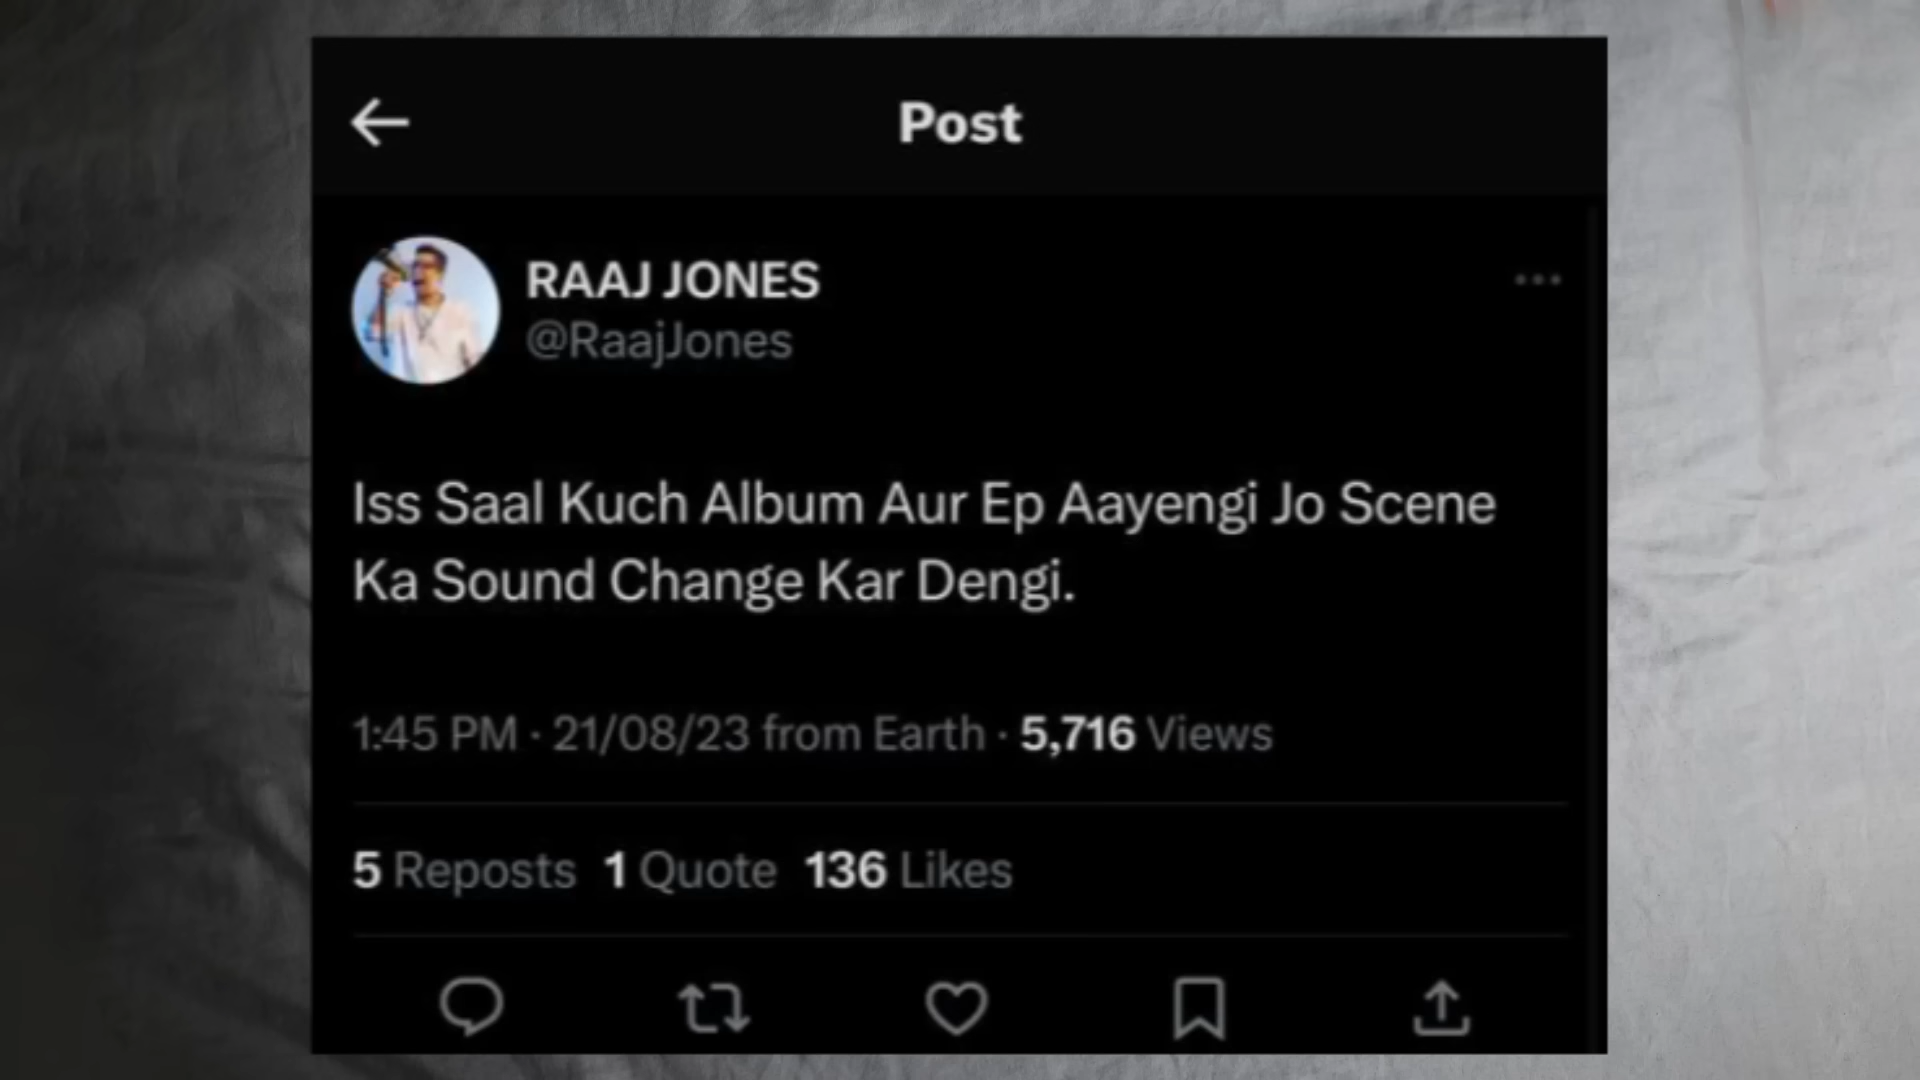 Post
RAAJ JONES
@RaajJones
Iss Saal Kuch Album Aur Ep Aayengi Jo Scene
Ka Sound Change Kar Dengi.
1:45 PM · 21/08/23 from Earth · 5,716 Views
5 Reposts 1 Quote 136 Likes